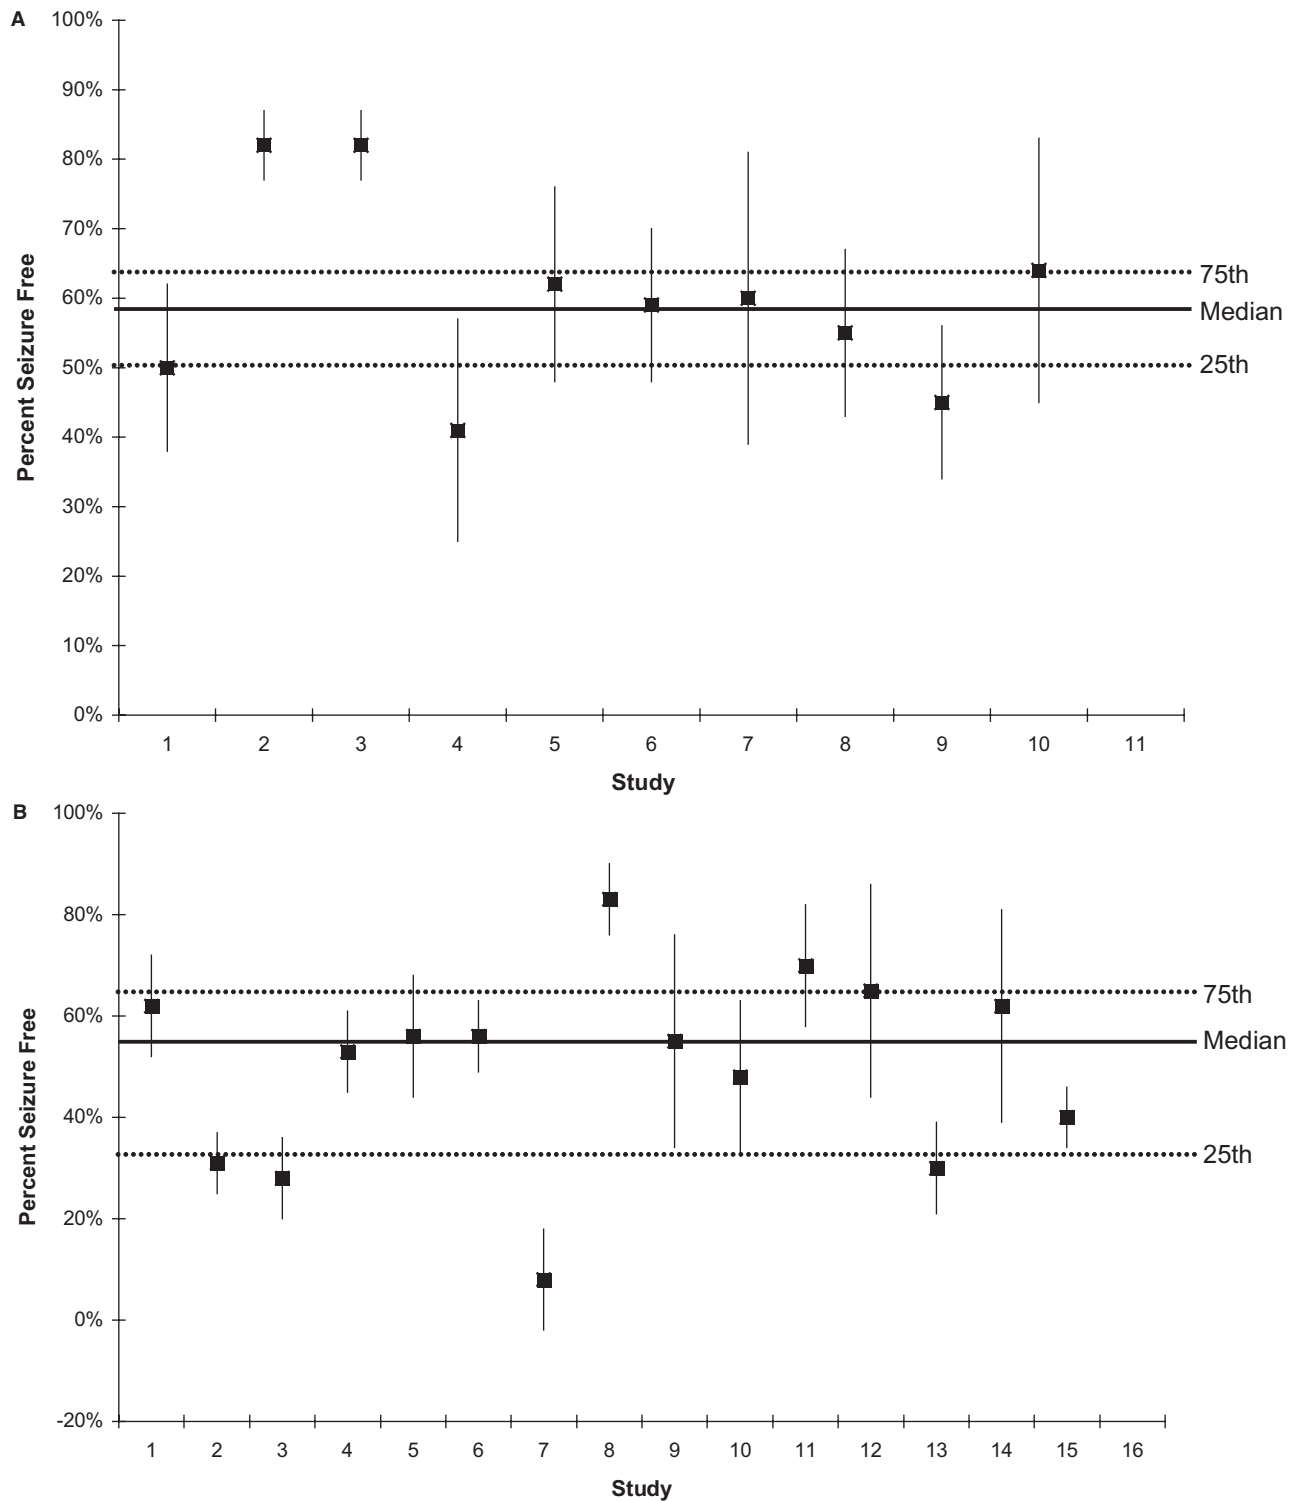 A
100%
90%
80%
70%
60%
50%
40%
30%
20%
10%
0%
Percent Seizure Free
75th
Median
25th
1 2 3 4 5 6 7 8 9 10 11
Study
B
100%
80%
60%
40%
20%
0%
-20%
Percent Seizure Free
75th
Median
25th
1 2 3 4 5 6 7 8 9 10 11 12 13 14 15 16
Study